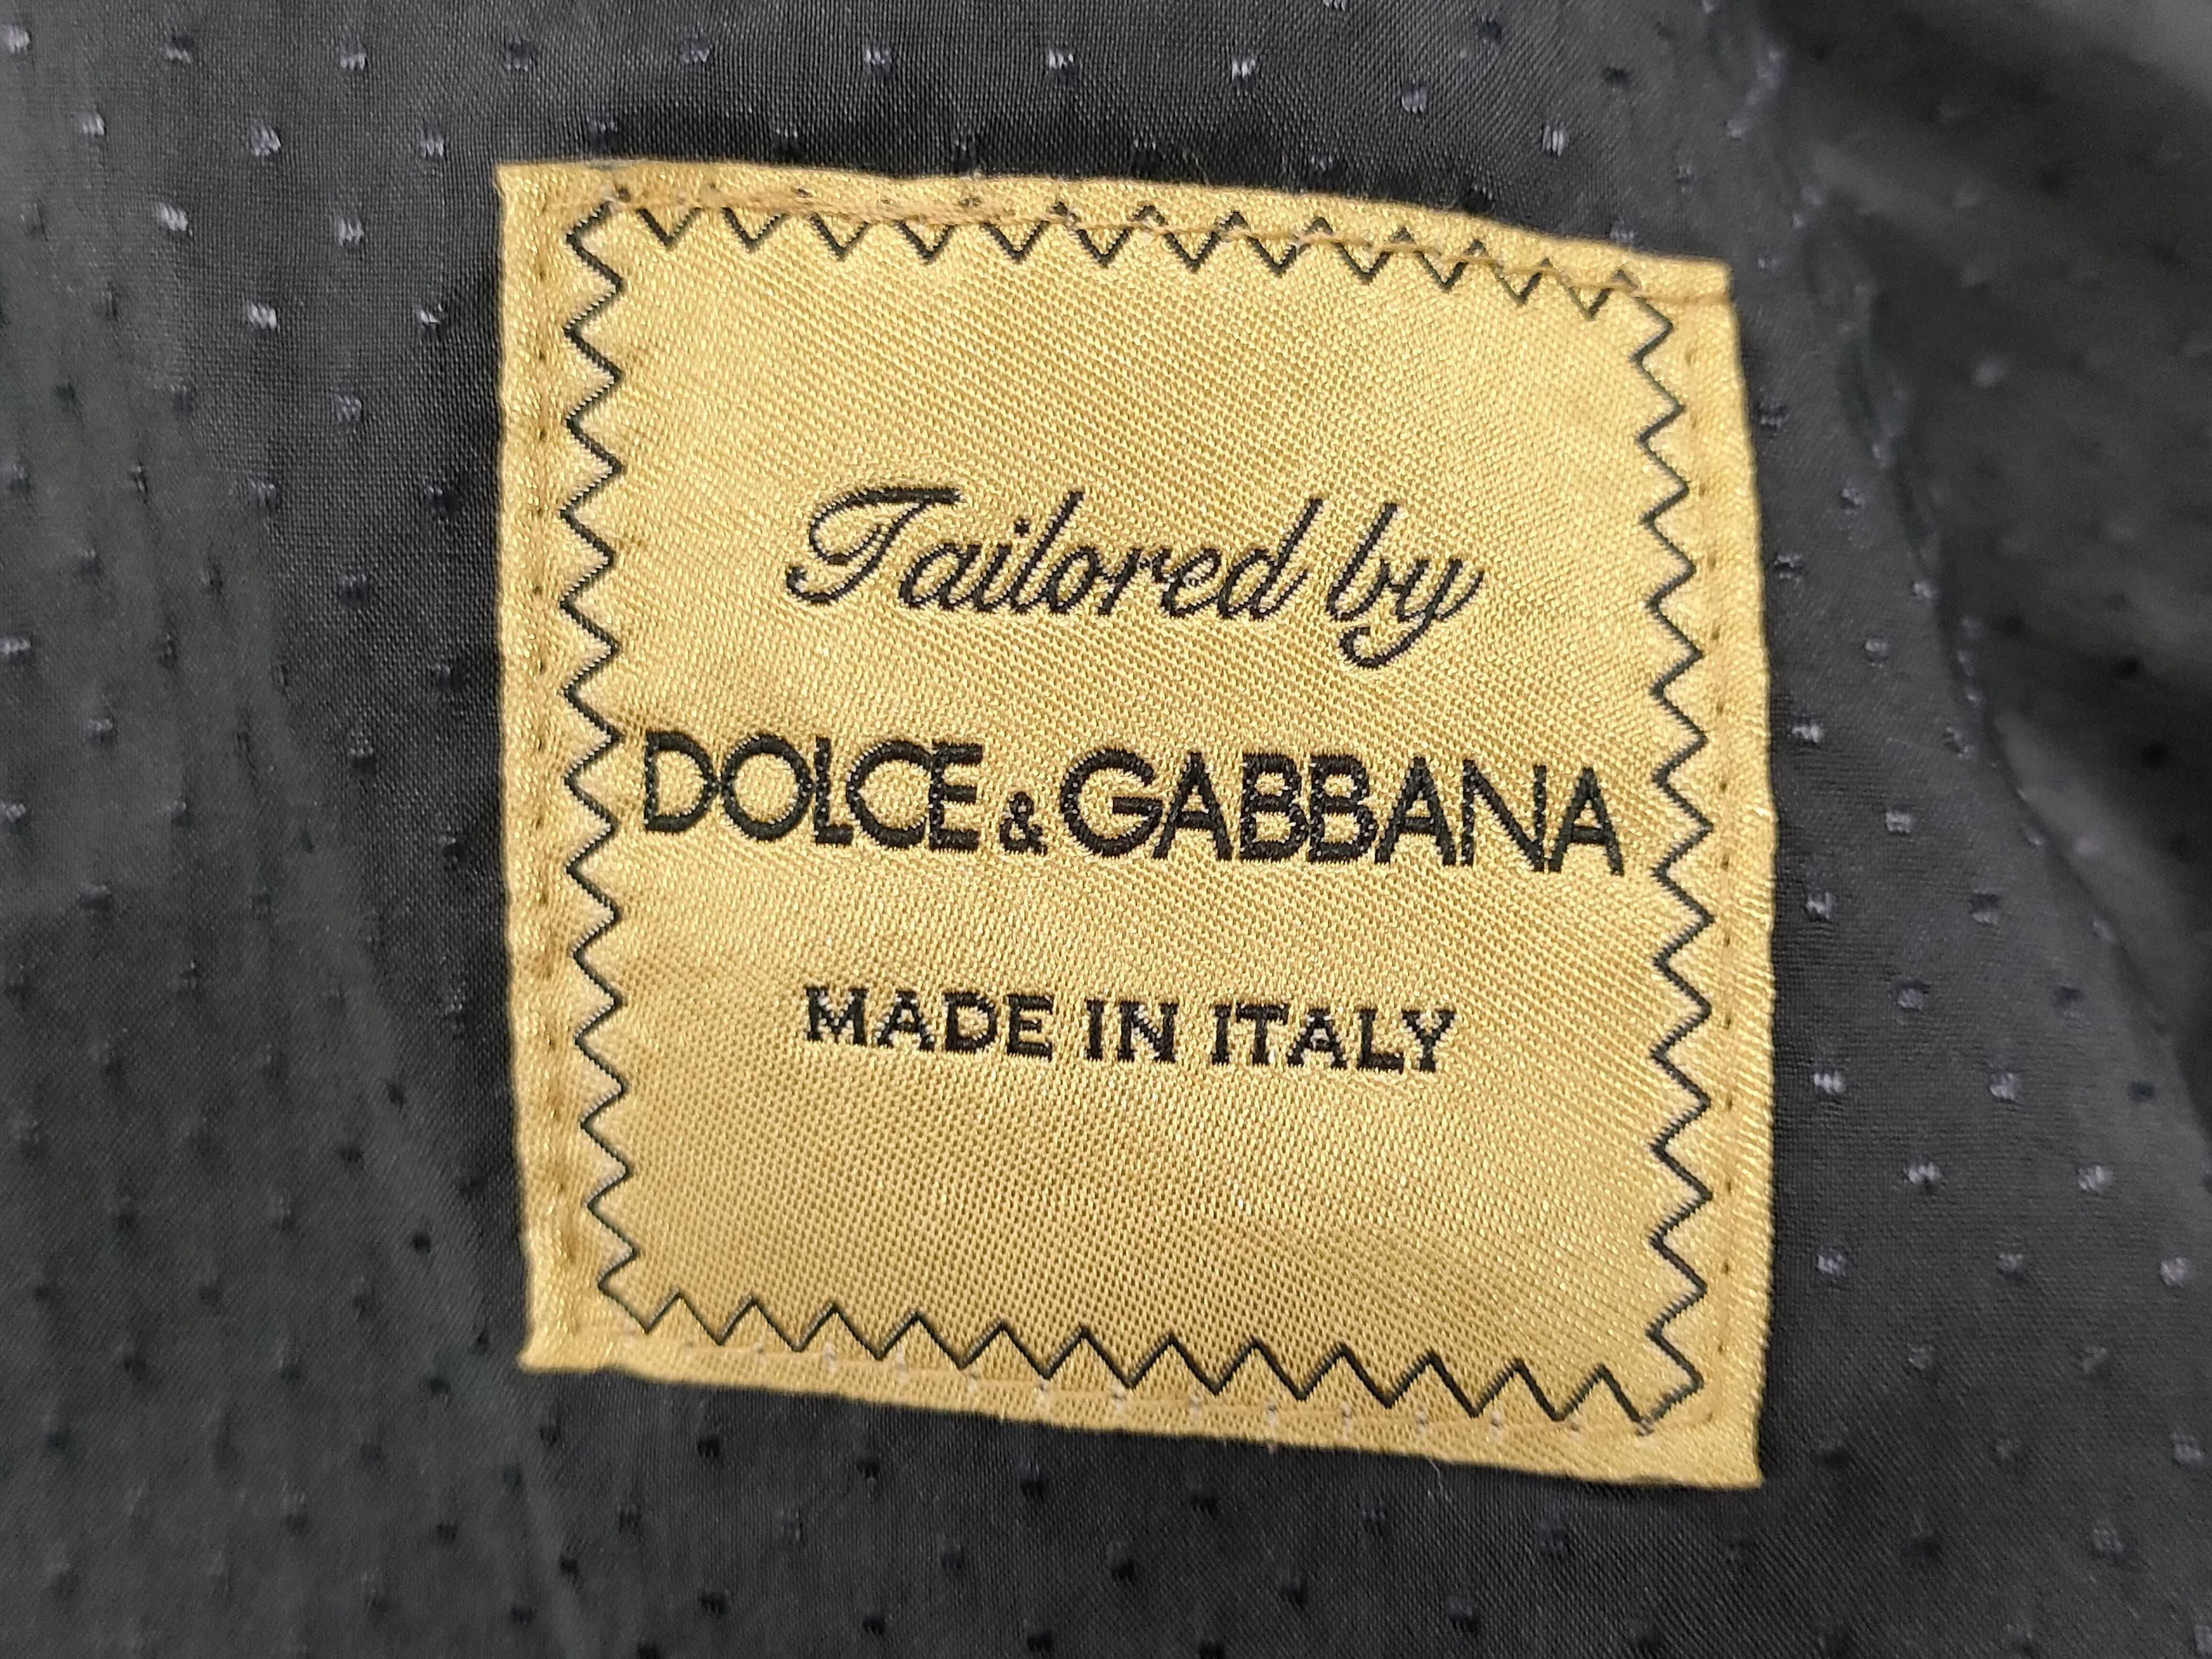 Tailored by
DOLCE & GABBANA
MADE IN ITALY